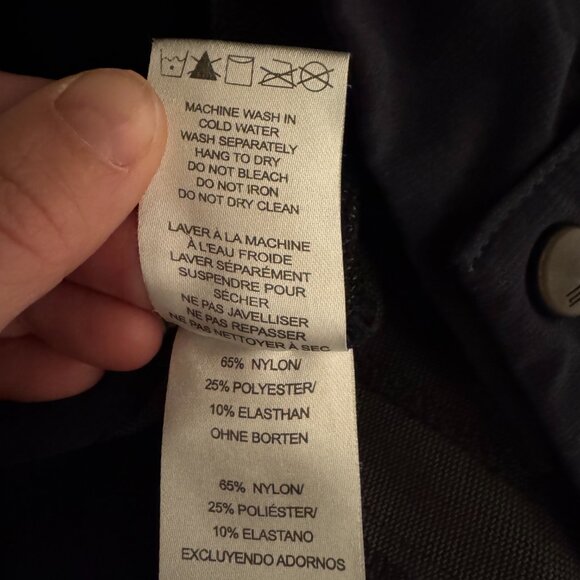 MACHINE WASH IN
COLD WATER
WASH SEPARATELY
HANG TO DRY
DO NOT BLEACH
DO NOT IRON
DO NOT DRY CLEAN
LAVER A LA MACHINE
À L'EAU FROIDE
LAVER SÉPARÉMENT
SUSPENDRE POUR
SÉCHER
NE PAS JAVELLISER
NE PAS REPASSER
NE PAS NETTOYER À SEC
65% NYLON/
25% POLYESTER/
10% ELASTHAN
OHNE BORTEN
65% NYLON/
25% POLIÉSTER/
10% ELASTANO
EXCLUYENDO ADORNOS